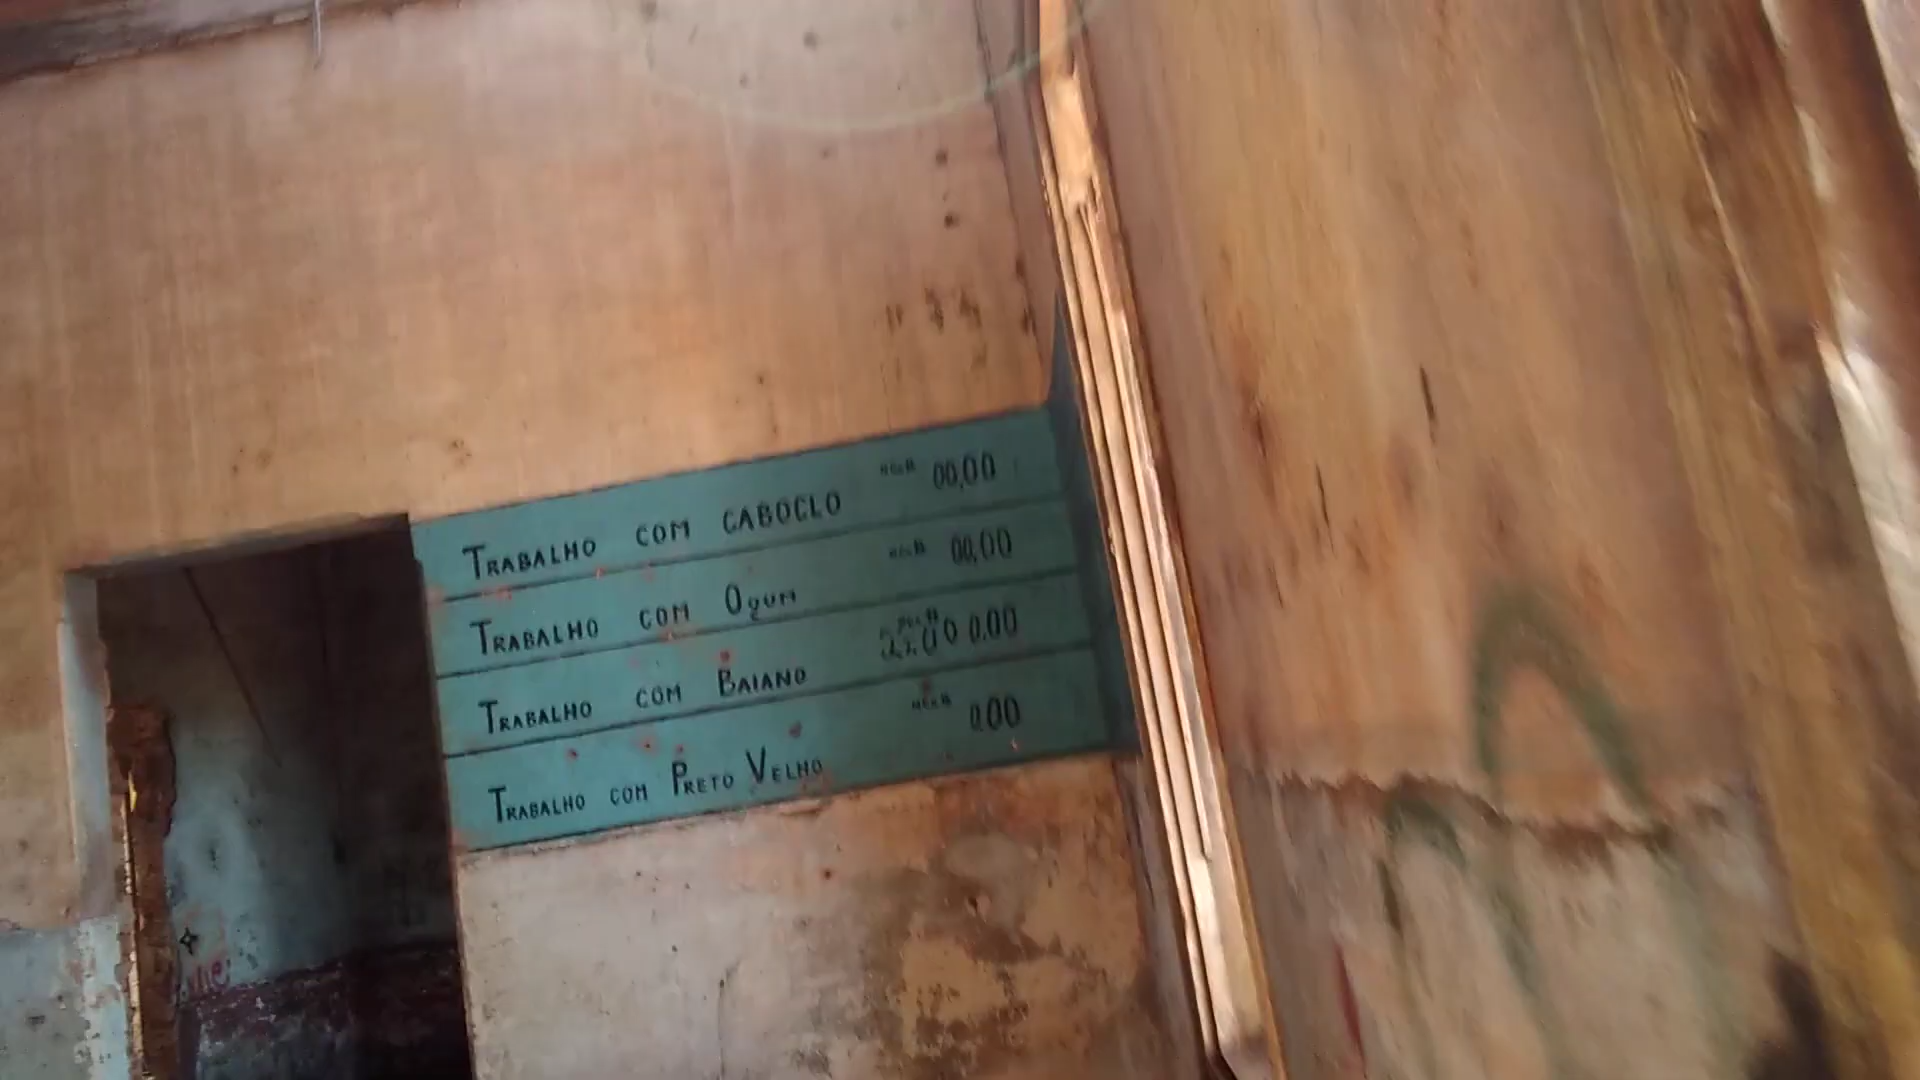 TRABALHO COM CABOCLO 00,00
TRABALHO COM OGUM 00,00
TRABALHO COM BAIANO 0.00
TRABALHO COM PRETO VELHO 0.00